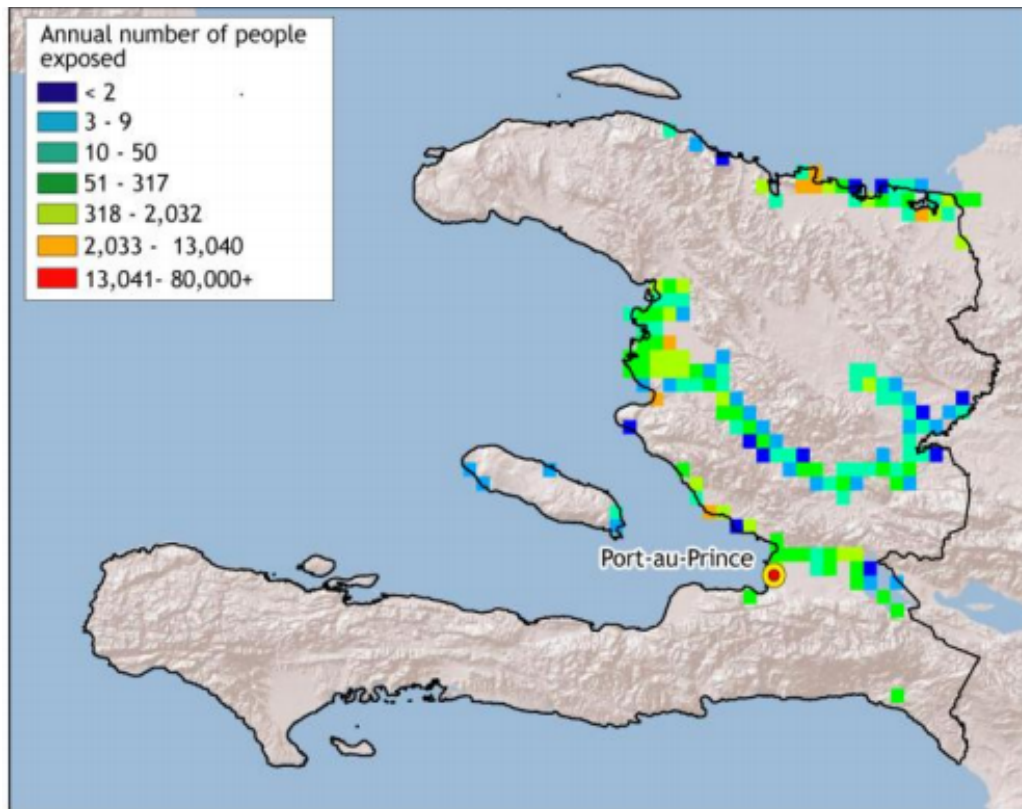 Annual number of people
exposed
< 2
3 - 9
10 - 50
51 - 317
318 - 2,032
2,033 - 13,040
13,041- 80,000+
Port-au-Prince